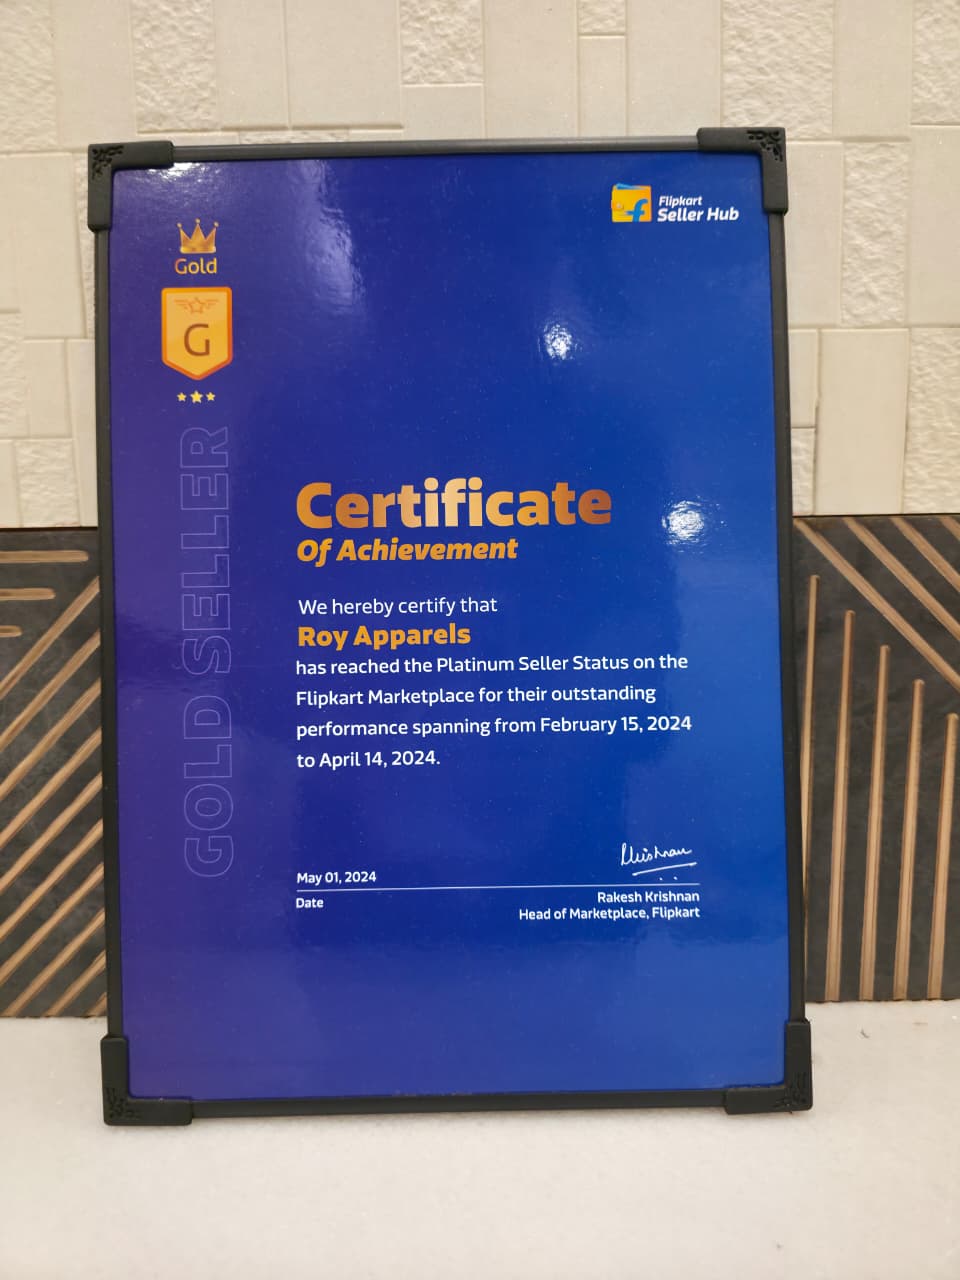 Flipkart
Seller Hub
Gold
G
GOLD SELLER
Certificate
Of Achievement
We hereby certify that
Roy Apparels
has reached the Platinum Seller Status on the
Flipkart Marketplace for their outstanding
performance spanning from February 15, 2024
to April 14, 2024.
May 01, 2024
Date
Rakesh Krishnan
Head of Marketplace, Flipkart